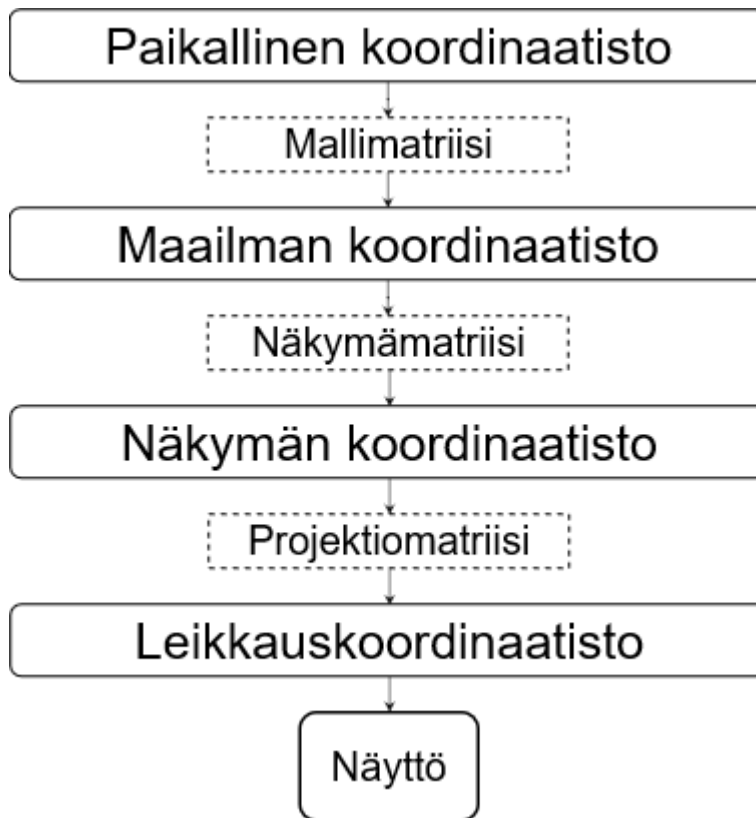 Paikallinen koordinaatisto
Mallimatriisi
Maailman koordinaatisto
Näkymämatriisi
Näkymän koordinaatisto
Projektiomatriisi
Leikkauskoordinaatisto
Näyttö